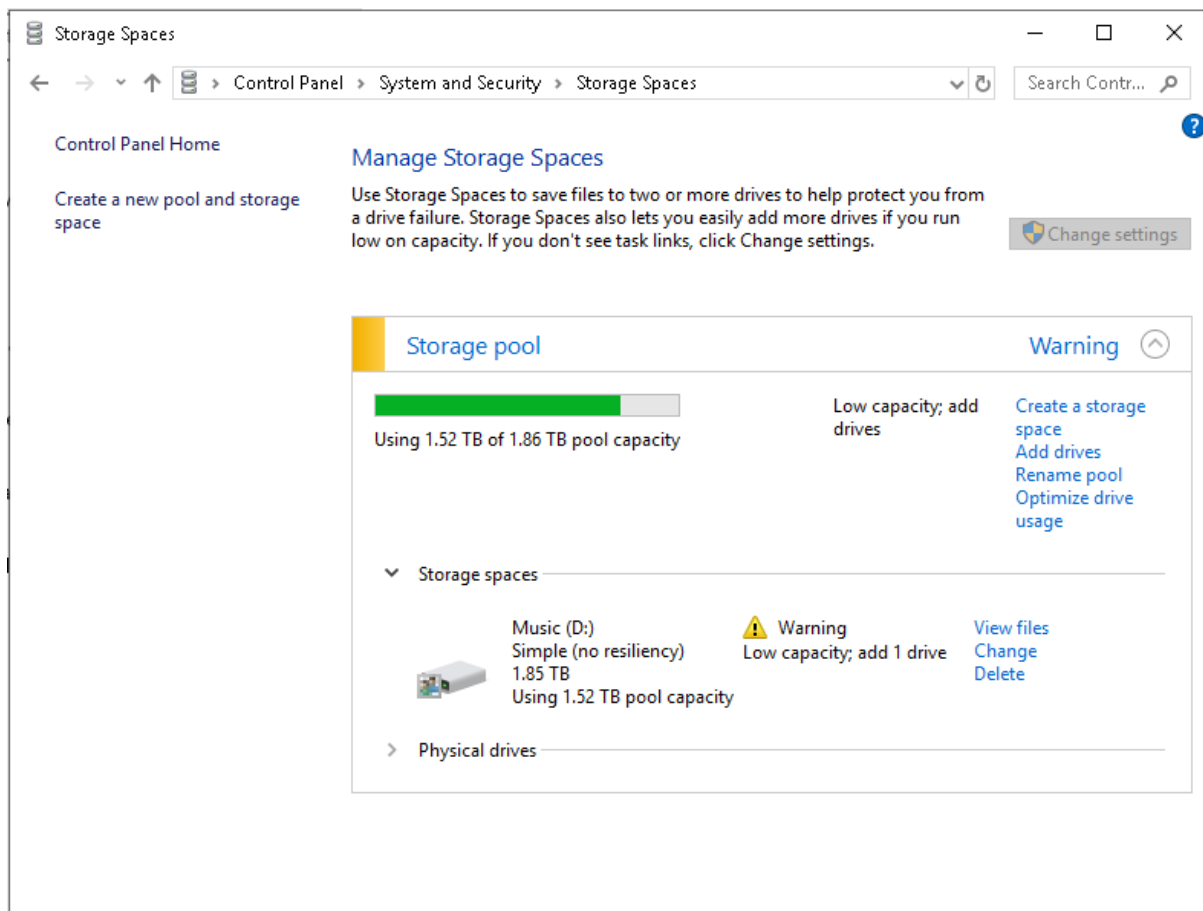 Storage Spaces
Control Panel > System and Security > Storage Spaces
Search Contr...
?
Control Panel Home
Create a new pool and storage
space
Manage Storage Spaces
Use Storage Spaces to save files to two or more drives to help protect you from
a drive failure. Storage Spaces also lets you easily add more drives if you run
low on capacity. If you don't see task links, click Change settings.
Change settings
Storage pool
Warning
Using 1.52 TB of 1.86 TB pool capacity
Low capacity; add
drives
Create a storage
space
Add drives
Rename pool
Optimize drive
usage
Storage spaces
Music (D:)
Simple (no resiliency)
1.85 TB
Using 1.52 TB pool capacity
Warning
Low capacity; add 1 drive
View files
Change
Delete
Physical drives